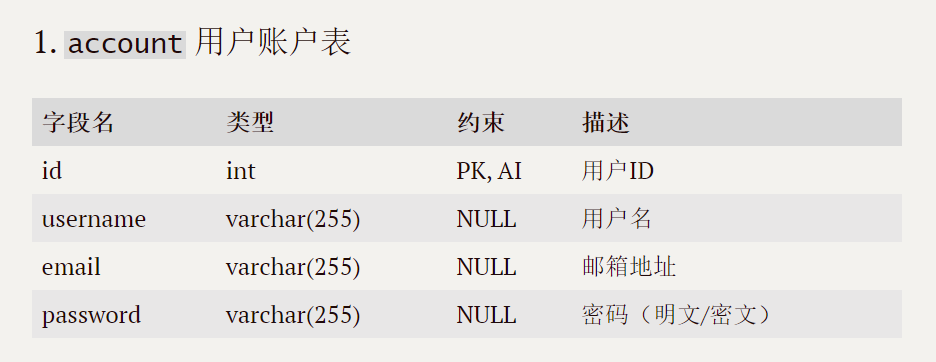 1. account 用户账户表
字段名 类型 约束 描述
id int PK, AI 用户ID
username varchar(255) NULL 用户名
email varchar(255) NULL 邮箱地址
password varchar(255) NULL 密码（明文/密文）